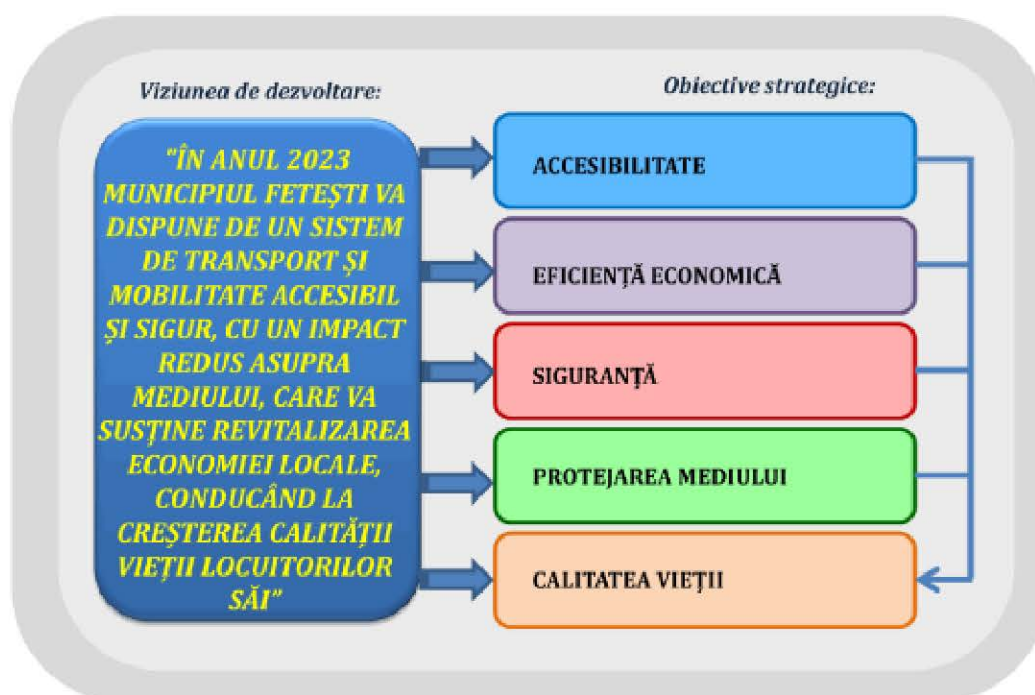 Viziunea de dezvoltare:
"ÎN ANUL 2023
MUNICIPIUL FETEȘTI VA
DISPUNE DE UN SISTEM
DE TRANSPORT ȘI
MOBILITATE ACCESIBIL
ȘI SIGUR, CU UN IMPACT
REDUS ASUPRA
MEDIULUI, CARE VA
SUSȚINE REVITALIZAREA
ECONOMIEI LOCALE,
CONDUCÂND LA
CREȘTEREA CALITĂȚII
VIEȚII LOCUITORILOR
SĂI"
Obiective strategice:
ACCESIBILITATE
EFICIENȚĂ ECONOMICĂ
SIGURANȚĂ
PROTEJAREA MEDIULUI
CALITATEA VIEȚII